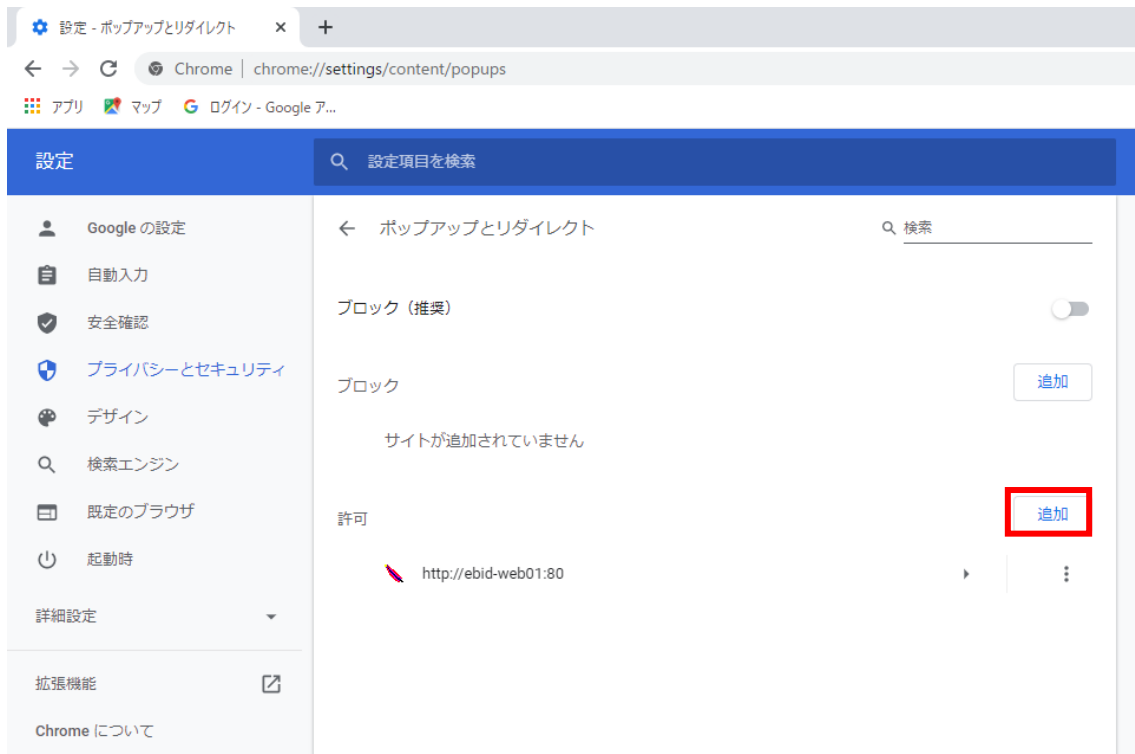 設定 - ポップアップとリダイレクト
Chrome | chrome://settings/content/popups
アプリ マップ ログイン - Google ア...
設定
設定項目を検索
Google の設定
自動入力
安全確認
プライバシーとセキュリティ
デザイン
検索エンジン
既定のブラウザ
起動時
詳細設定
拡張機能
Chrome について
ポップアップとリダイレクト
検索
ブロック（推奨）
ブロック
追加
サイトが追加されていません
許可
追加
http://ebid-web01:80